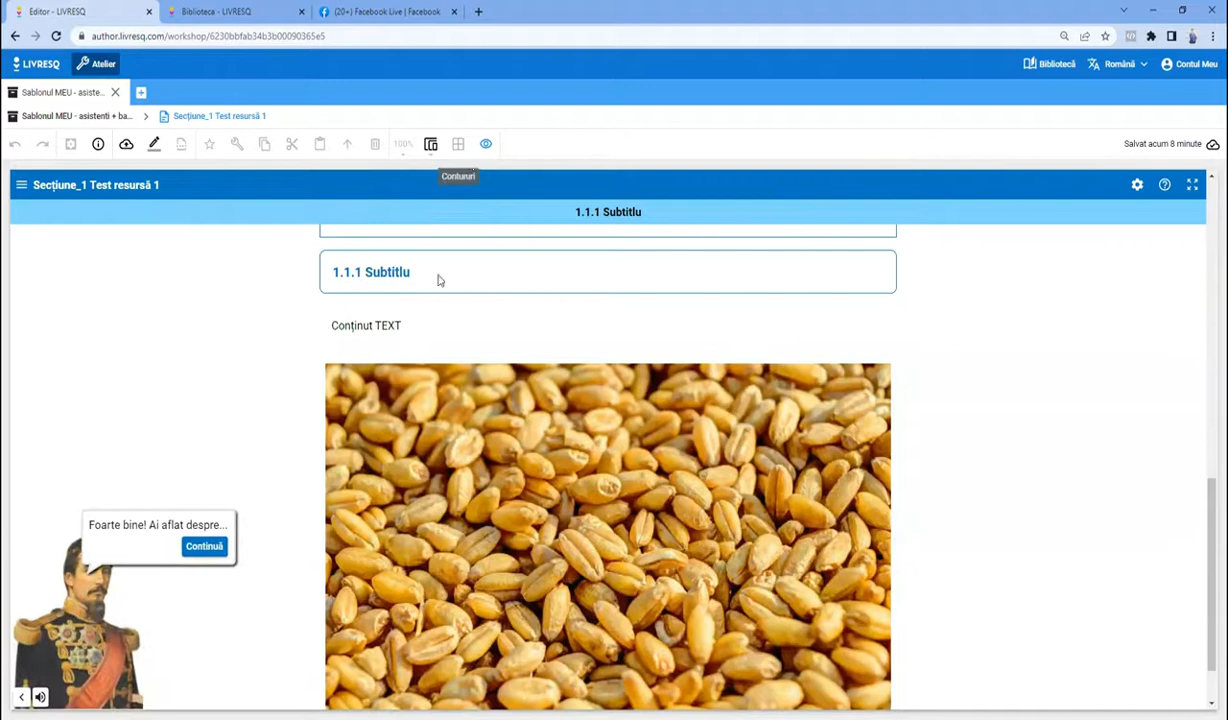 Editor - LIVRESQ
Biblioteca - LIVRESQ
(20+) Facebook Live | Facebook
author.livresq.com/workshop/6230bbfab34b3b00090365e5
LIVRESQ
Atelier
Bibliotecă
Română
Contul Meu
Sablonul MEU - asiste...
Sablonul MEU - asistenti + ba...
Secțiune_1 Test resursă 1
100%
Salvat acum 8 minute
Contururi
Secțiune_1 Test resursă 1
1.1.1 Subtitlu
1.1.1 Subtitlu
Conținut TEXT
Foarte bine! Ai aflat despre...
Continuă